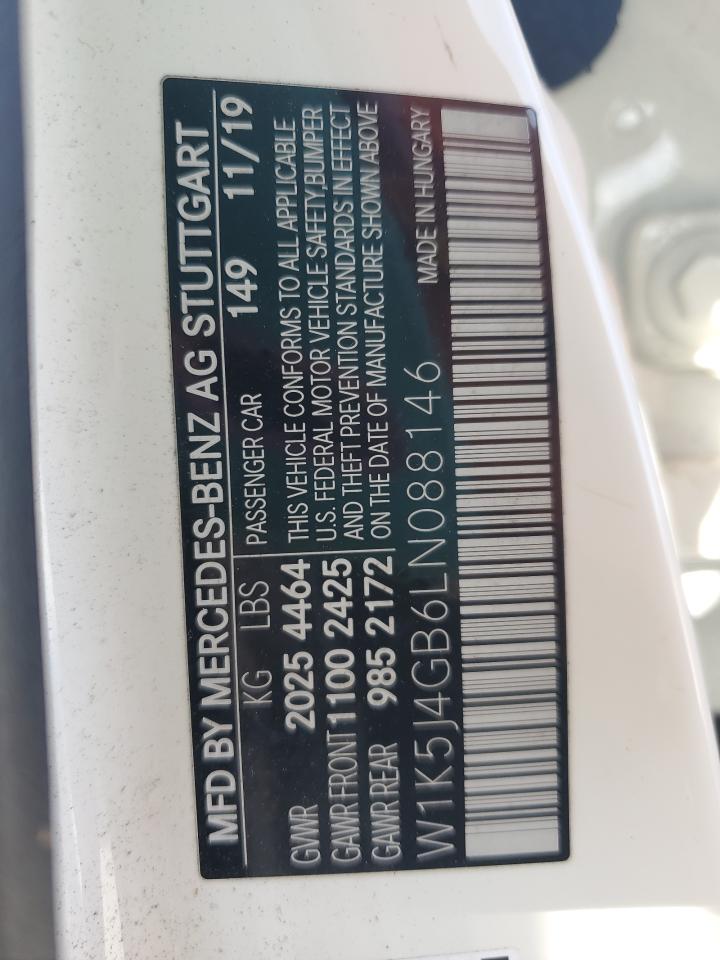 MFD BY MERCEDES-BENZ AG STUTTGART
KG LBS PASSENGER CAR 149 11/19
GWWR 2025 4464 THIS VEHICLE CONFORMS TO ALL APPLICABLE
GAWR FRONT 1100 2425 U.S. FEDERAL MOTOR VEHICLE SAFETY,BUMPER
GAWR REAR 985 2172 AND THEFT PREVENTION STANDARDS IN EFFECT
ON THE DATE OF MANUFACTURE SHOWN ABOVE
W1K5J4GB6LN088146 MADE IN HUNGARY